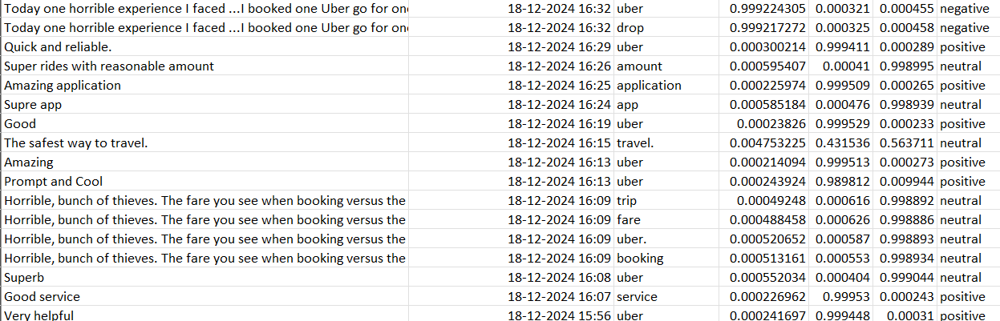 Today one horrible experience I faced ...I booked one Uber go for one 18-12-2024 16:32 uber 0.999224305 0.000321 0.000455 negative
Today one horrible experience I faced ...I booked one Uber go for one 18-12-2024 16:32 drop 0.999217272 0.000325 0.000458 negative
Quick and reliable. 18-12-2024 16:29 uber 0.000300214 0.999411 0.000289 positive
Super rides with reasonable amount 18-12-2024 16:26 amount 0.000595407 0.00041 0.998995 neutral
Amazing application 18-12-2024 16:25 application 0.000225974 0.999509 0.000265 positive
Supre app 18-12-2024 16:24 app 0.000585184 0.000476 0.998939 neutral
Good 18-12-2024 16:19 uber 0.00023826 0.999529 0.000233 positive
The safest way to travel. 18-12-2024 16:15 travel. 0.004753225 0.431536 0.563711 neutral
Amazing 18-12-2024 16:13 uber 0.000214094 0.999513 0.000273 positive
Prompt and Cool 18-12-2024 16:13 uber 0.000243924 0.989812 0.009944 positive
Horrible, bunch of thieves. The fare you see when booking versus the 18-12-2024 16:09 trip 0.00049248 0.000616 0.998892 neutral
Horrible, bunch of thieves. The fare you see when booking versus the 18-12-2024 16:09 fare 0.000488458 0.000626 0.998886 neutral
Horrible, bunch of thieves. The fare you see when booking versus the 18-12-2024 16:09 uber. 0.000520652 0.000587 0.998893 neutral
Horrible, bunch of thieves. The fare you see when booking versus the 18-12-2024 16:09 booking 0.000513161 0.000553 0.998934 neutral
Superb 18-12-2024 16:08 uber 0.000552034 0.000404 0.999044 neutral
Good service 18-12-2024 16:07 service 0.000226962 0.99953 0.000243 positive
Very helpful 18-12-2024 15:56 uber 0.000241697 0.999448 0.00031 positive